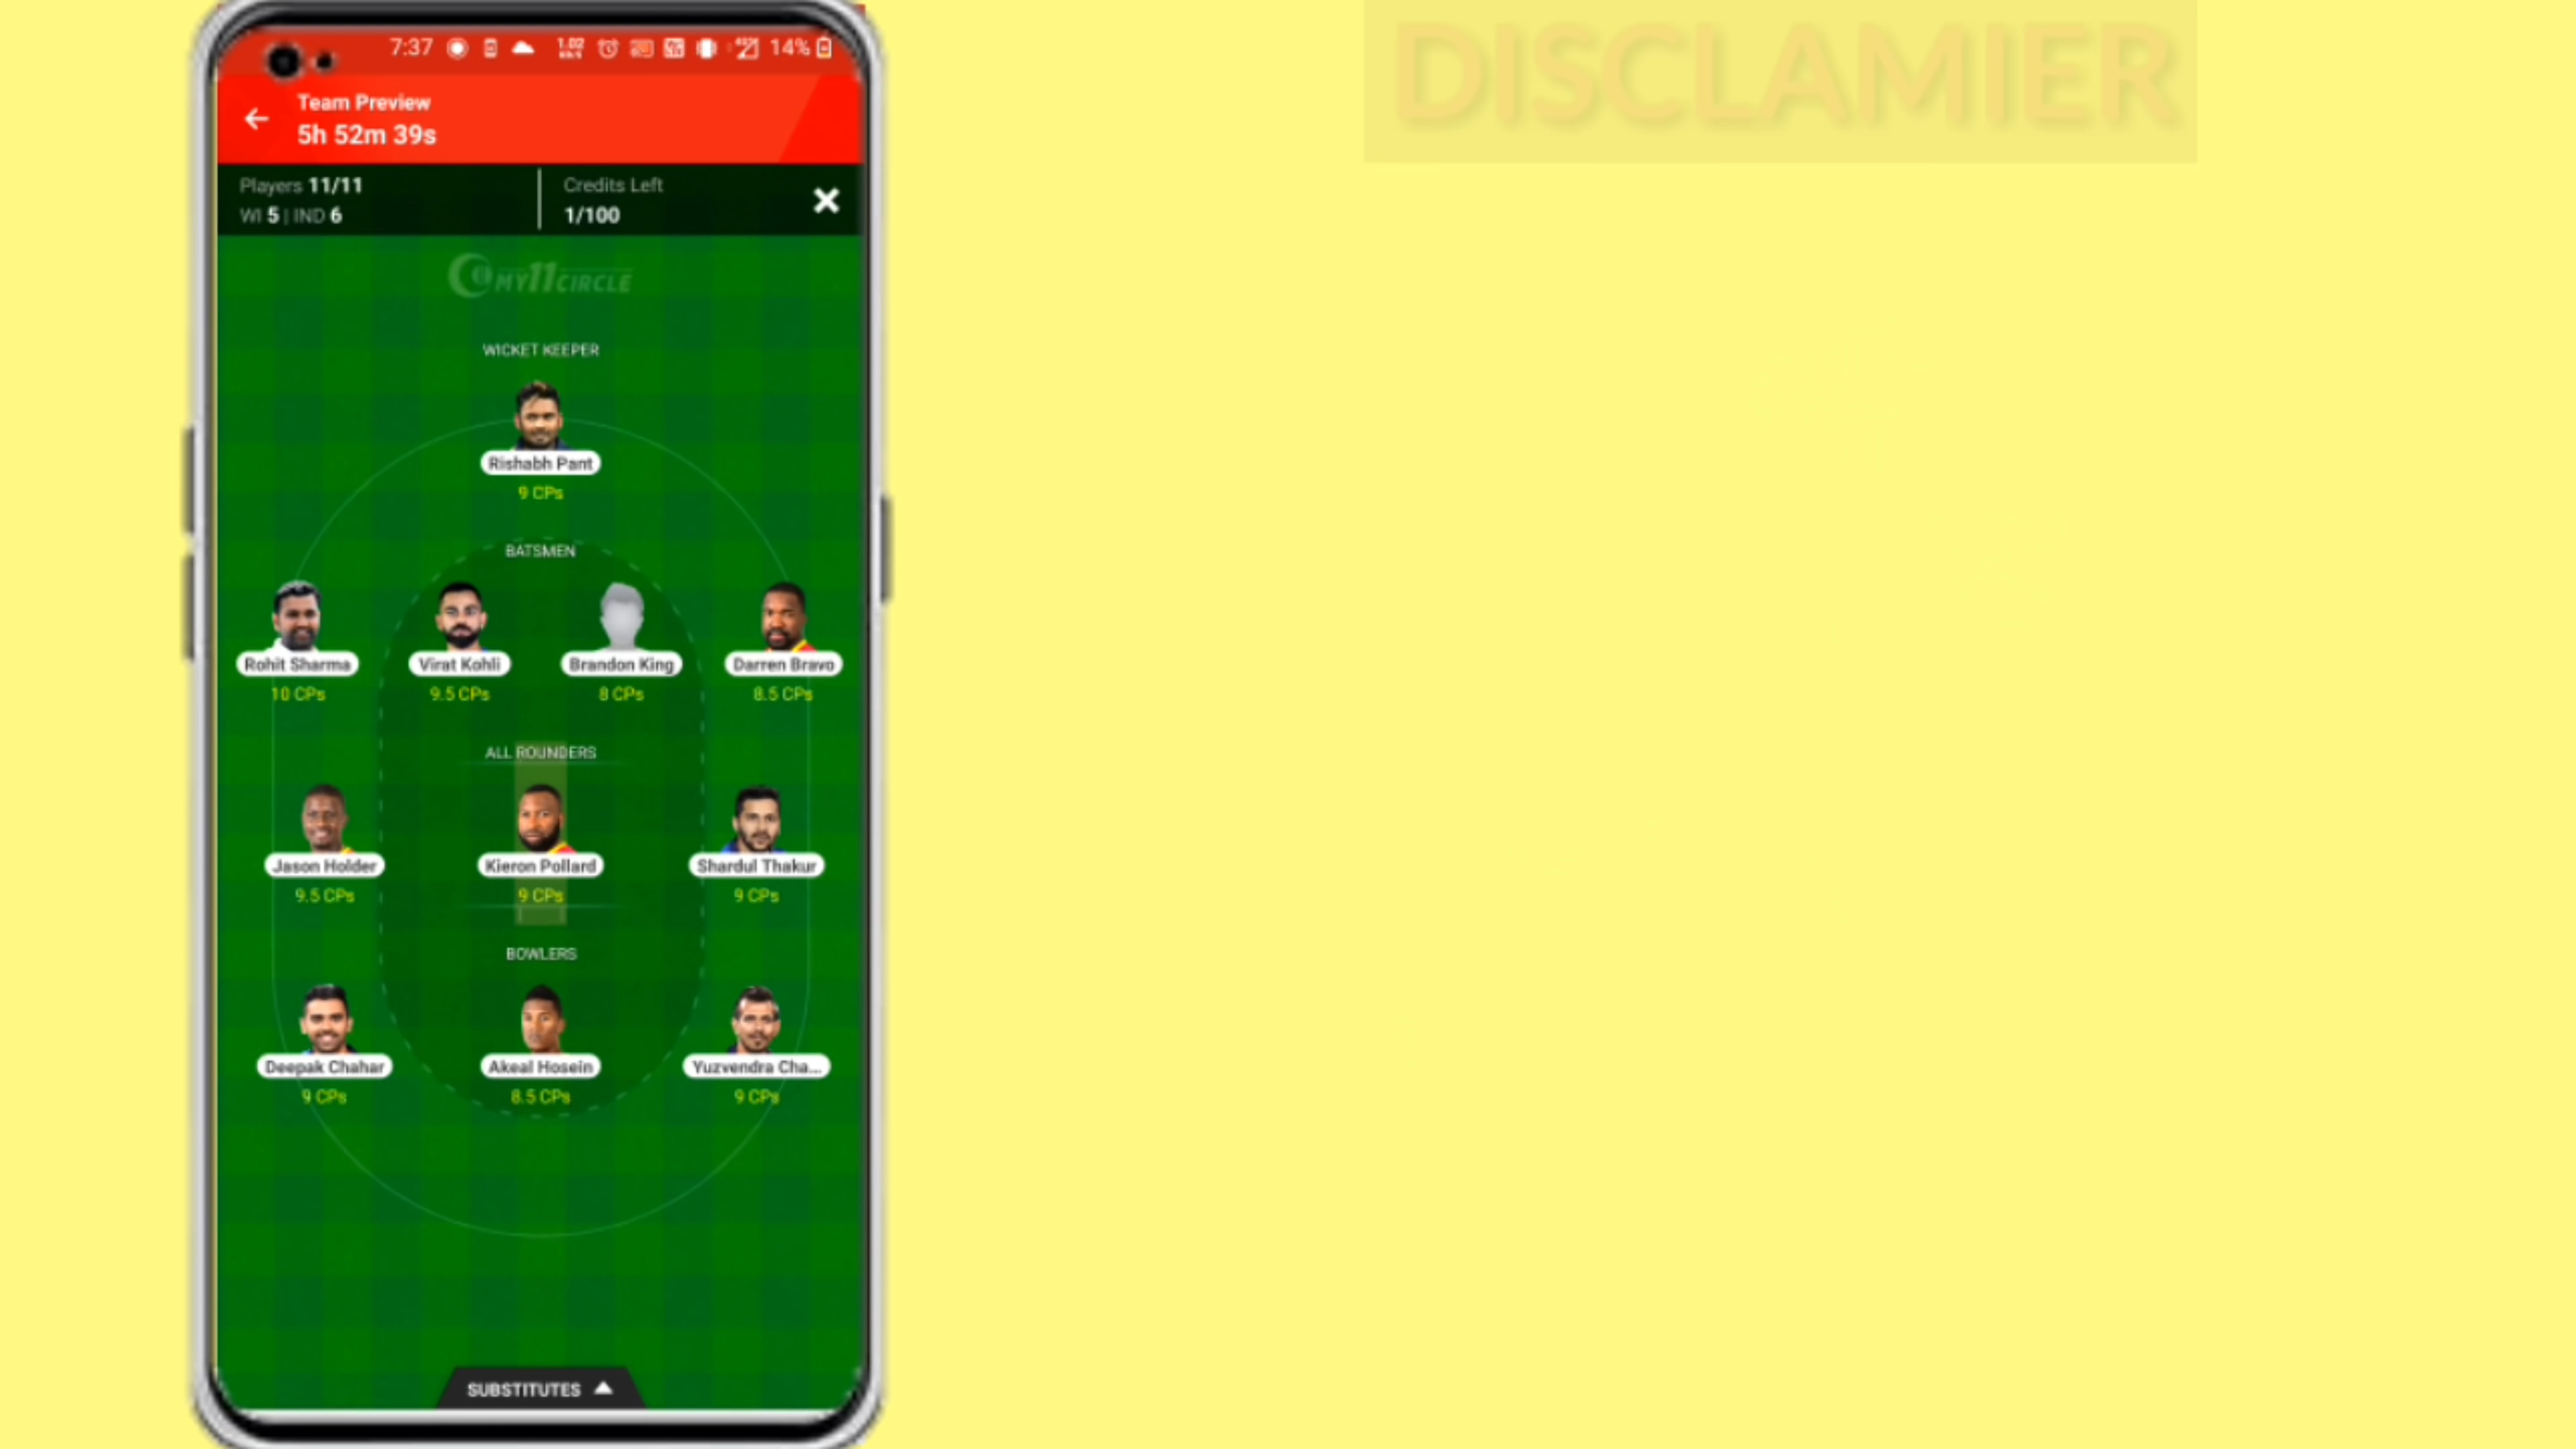 7:37
14%
Team Preview
5h 52m 39s
Players 11/11
WI 5 | IND 6
Credits Left
1/100
MY11CIRCLE
WICKET KEEPER
Rishabh Pant
9 CPs
BATSMEN
Rohit Sharma
Virat Kohli
Brandon King
Darren Bravo
10 CPs
9.5 CPs
8 CPs
8.5 CPs
ALL ROUNDERS
Jason Holder
Kieron Pollard
Shardul Thakur
9.5 CPs
9 CPs
9 CPs
BOWLERS
Deepak Chahar
Akeal Hosein
Yuzvendra Cha...
9 CPs
8.5 CPs
9 CPs
SUBSTITUTES
DISCLAMIER